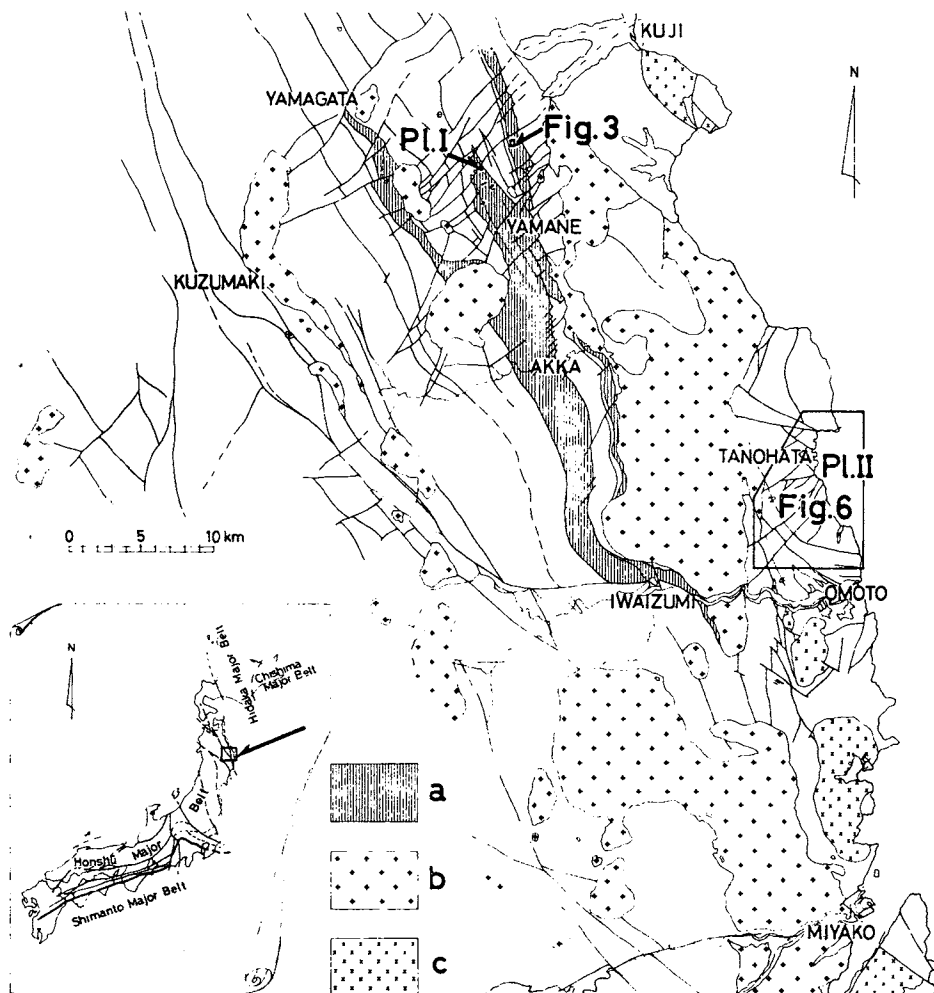 KUJI
N
YAMAGATA
Pl.I
Fig.3
YAMANE
KUZUMAKI
AKKA
TANOHATA
Pl.II
Fig.6
0 5 10 km
IWAIZUMI
OMOTO
N
Hidaka Major Belt
Chishima
Major Belt
Belt
Honshū Major
Shimanto Major Belt
a
b
c
MIYAKO